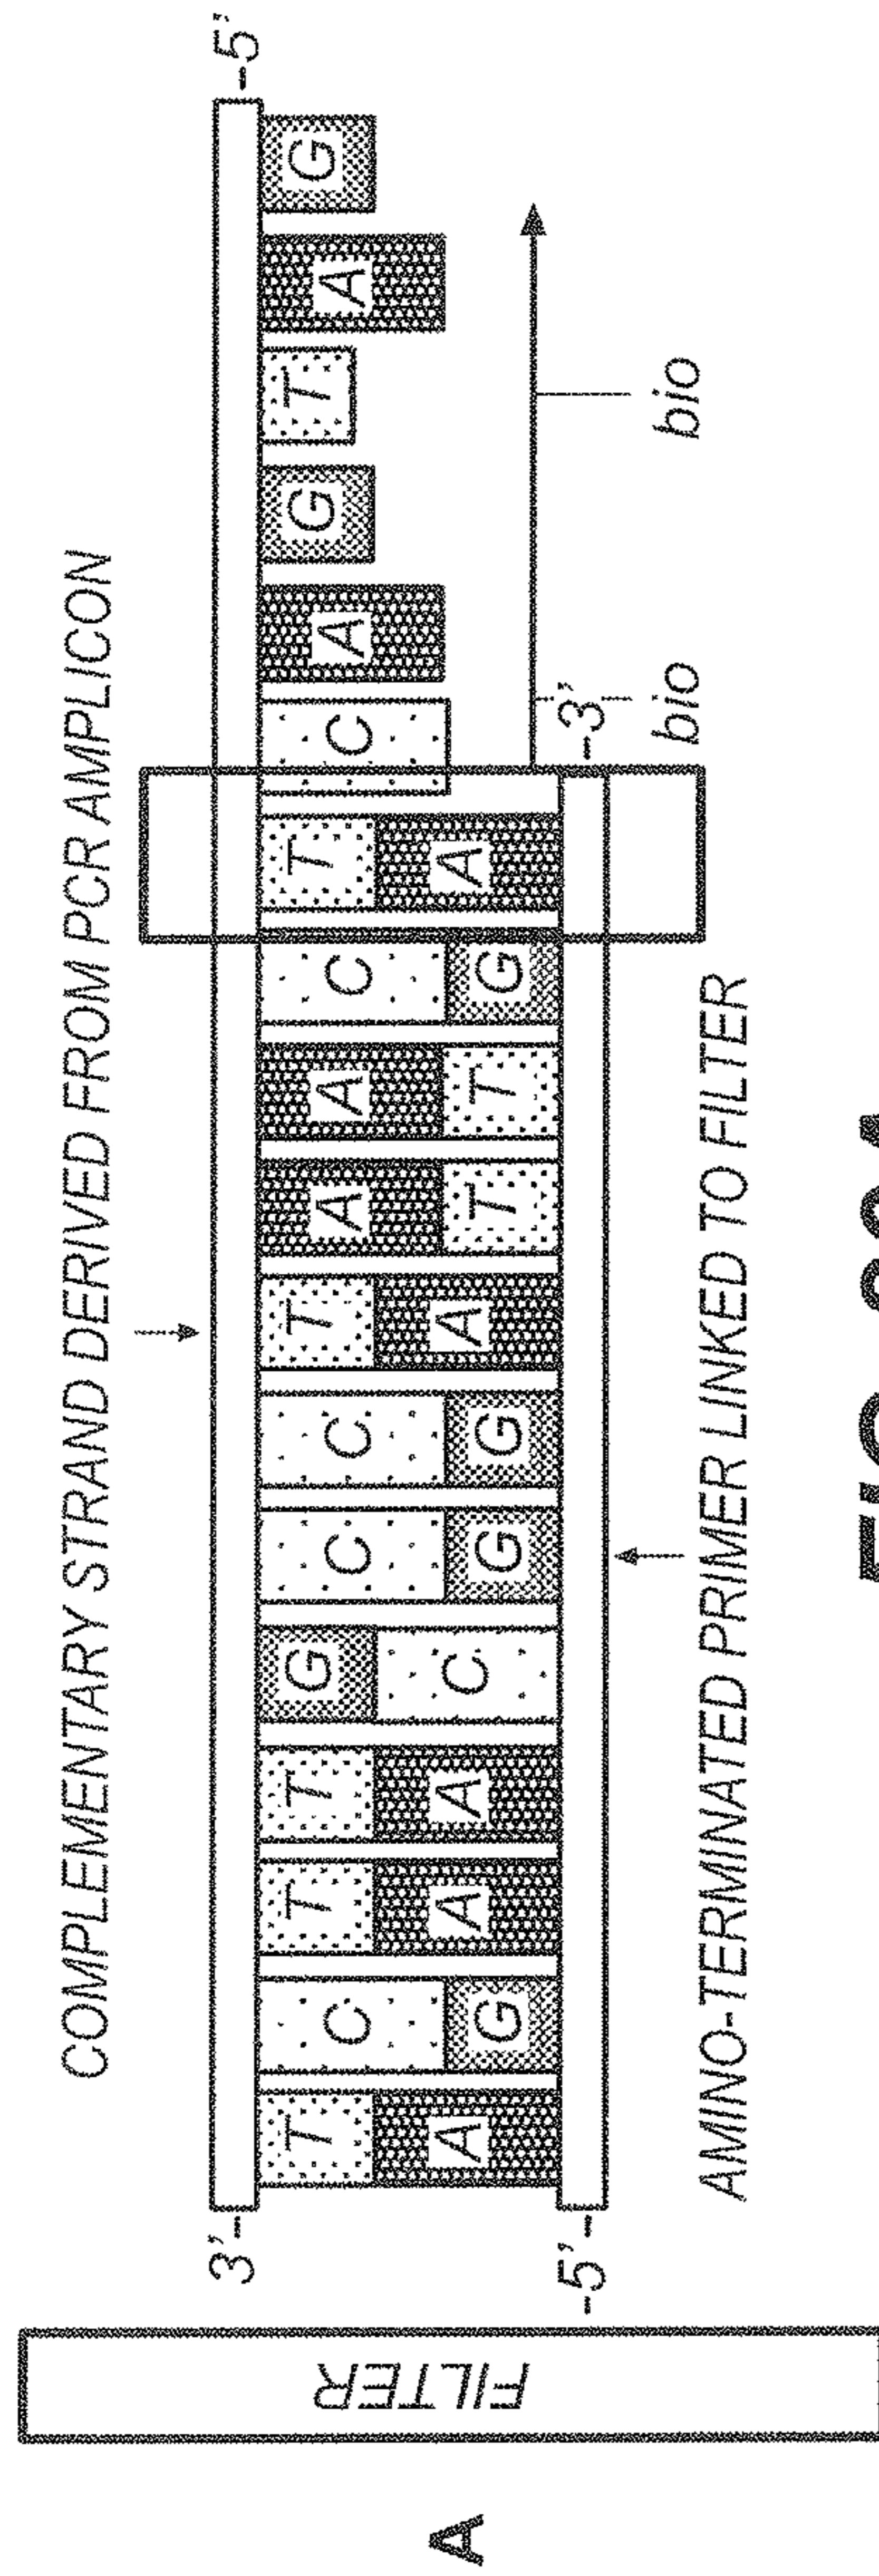 A
FILTER
COMPLEMENTARY STRAND DERIVED FROM PCR AMPLICON
3'- -5'
T C T T G C C T A A C T C A G T A G
A G A A C G G A T T G A
-5'- -3'
bio bio
AMINO-TERMINATED PRIMER LINKED TO FILTER